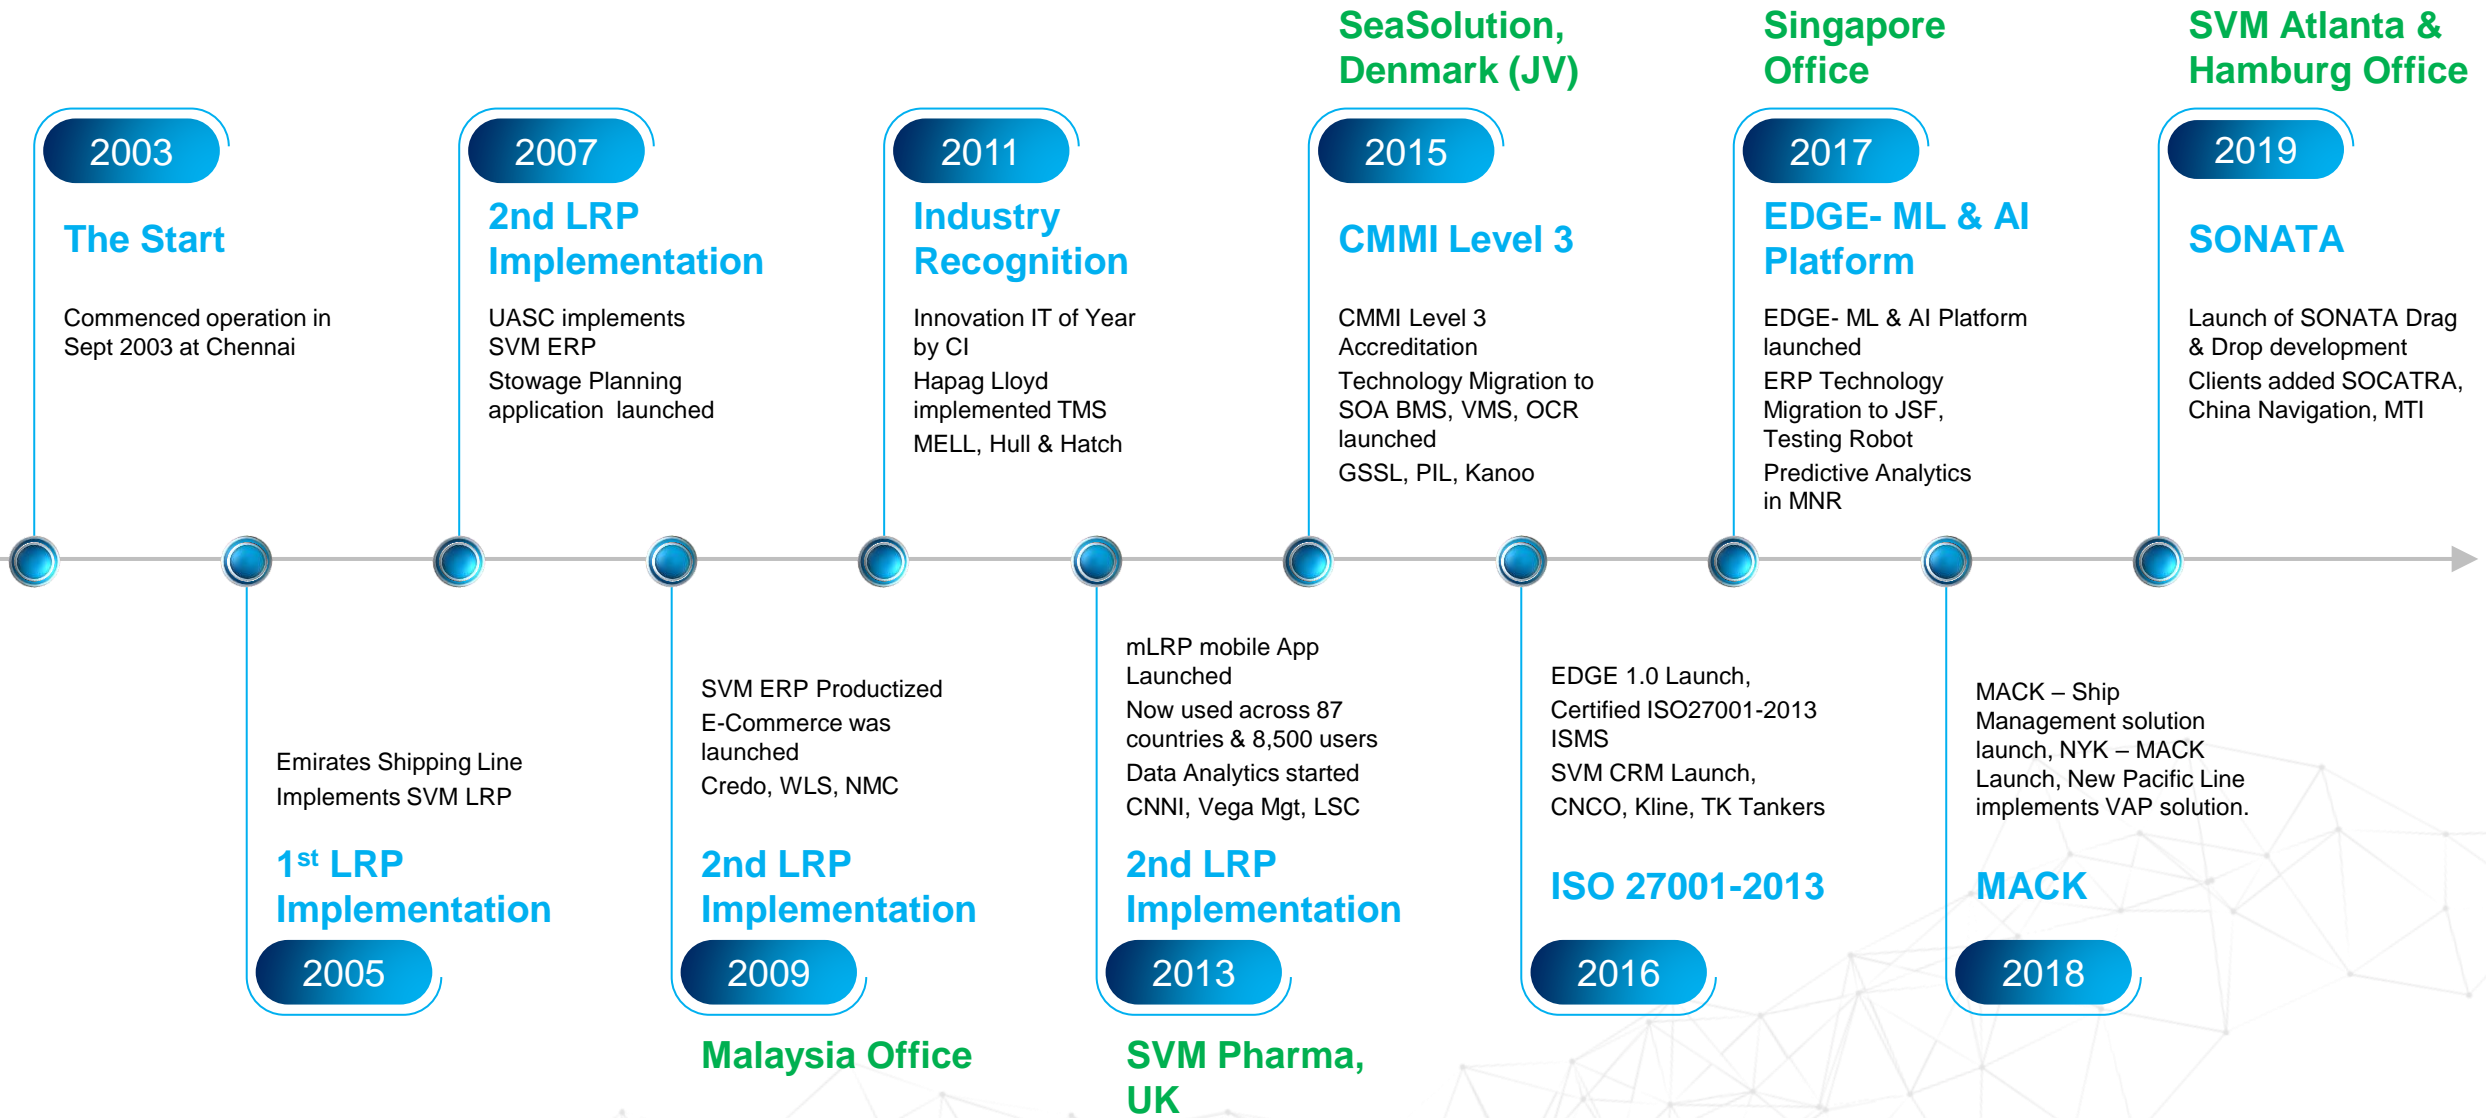 SeaSolution,
Denmark (JV)
Singapore
Office
SVM Atlanta &
Hamburg Office
2003
The Start
Commenced operation in
Sept 2003 at Chennai
2007
2nd LRP
Implementation
UASC implements
SVM ERP
Stowage Planning
application launched
2011
Industry
Recognition
Innovation IT of Year
by CI
Hapag Lloyd
implemented TMS
MELL, Hull & Hatch
2015
CMMI Level 3
CMMI Level 3
Accreditation
Technology Migration to
SOA BMS, VMS, OCR
launched
GSSL, PIL, Kanoo
2017
EDGE- ML & AI
Platform
EDGE- ML & AI Platform
launched
ERP Technology
Migration to JSF,
Testing Robot
Predictive Analytics
in MNR
2019
SONATA
Launch of SONATA Drag
& Drop development
Clients added SOCATRA,
China Navigation, MTI
Emirates Shipping Line
Implements SVM LRP
1st LRP
Implementation
2005
SVM ERP Productized
E-Commerce was
launched
Credo, WLS, NMC
2nd LRP
Implementation
2009
Malaysia Office
mLRP mobile App
Launched
Now used across 87
countries & 8,500 users
Data Analytics started
CNNI, Vega Mgt, LSC
2nd LRP
Implementation
2013
SVM Pharma,
UK
EDGE 1.0 Launch,
Certified ISO27001-2013
ISMS
SVM CRM Launch,
CNCO, Kline, TK Tankers
ISO 27001-2013
2016
MACK – Ship
Management solution
launch, NYK – MACK
Launch, New Pacific Line
implements VAP solution.
MACK
2018